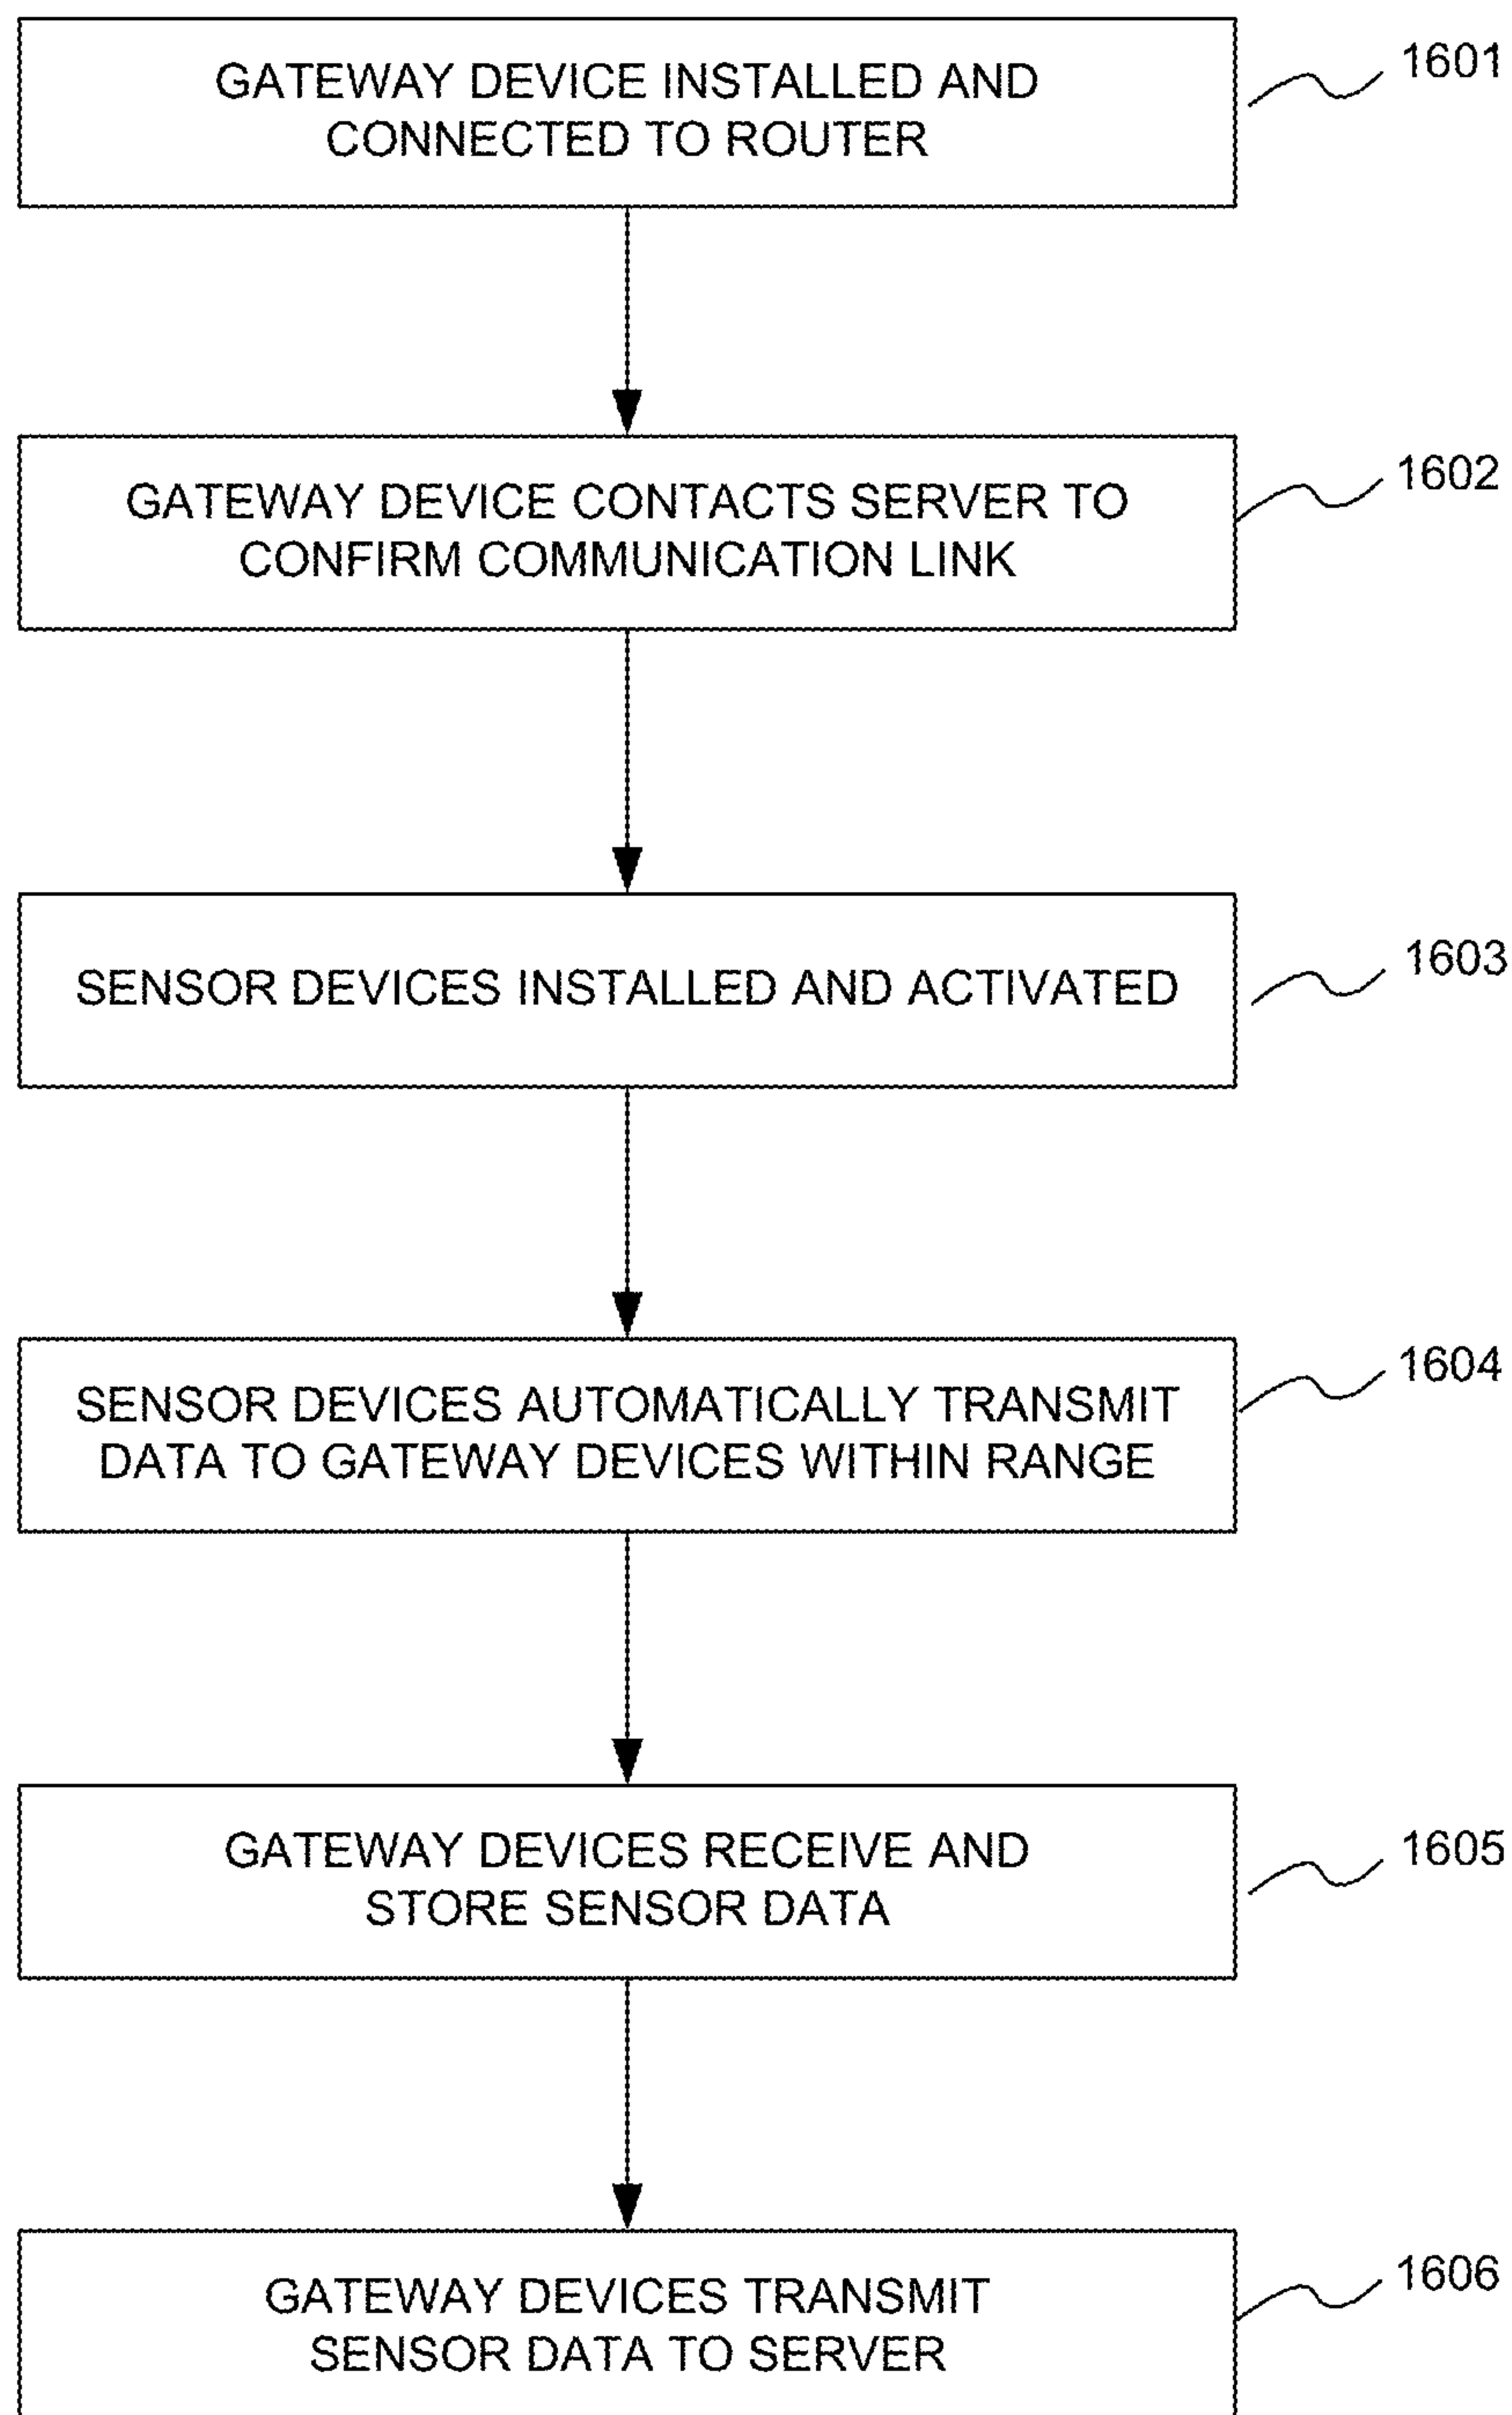 GATEWAY DEVICE INSTALLED AND
CONNECTED TO ROUTER
1601
GATEWAY DEVICE CONTACTS SERVER TO
CONFIRM COMMUNICATION LINK
1602
SENSOR DEVICES INSTALLED AND ACTIVATED
1603
SENSOR DEVICES AUTOMATICALLY TRANSMIT
DATA TO GATEWAY DEVICES WITHIN RANGE
1604
GATEWAY DEVICES RECEIVE AND
STORE SENSOR DATA
1605
GATEWAY DEVICES TRANSMIT
SENSOR DATA TO SERVER
1606